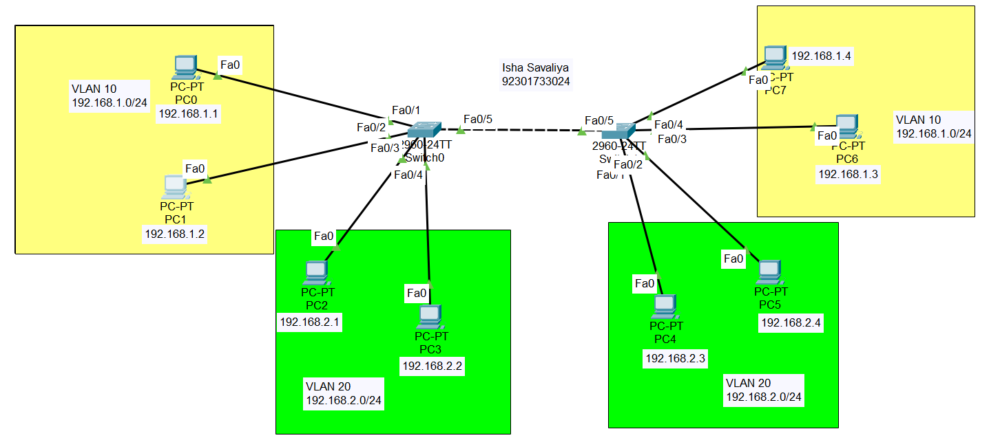 Fa0
PC-PT
PC0
192.168.1.1
VLAN 10
192.168.1.0/24
Fa0
PC-PT
PC1
192.168.1.2
Isha Savaliya
92301733024
Fa0/1
Fa0/2
Fa0/3
Fa0/4
Fa0/5
2960-24TT
Switch0
Fa0/5
Fa0/4
Fa0/3
2960-24TT
Fa0/2
192.168.1.4
Fa0
PC7
Fa0
PC6
192.168.1.3
VLAN 10
192.168.1.0/24
Fa0
PC-PT
PC2
192.168.2.1
Fa0
PC-PT
PC3
192.168.2.2
VLAN 20
192.168.2.0/24
Fa0
PC-PT
PC4
192.168.2.3
Fa0
PC-PT
PC5
192.168.2.4
VLAN 20
192.168.2.0/24